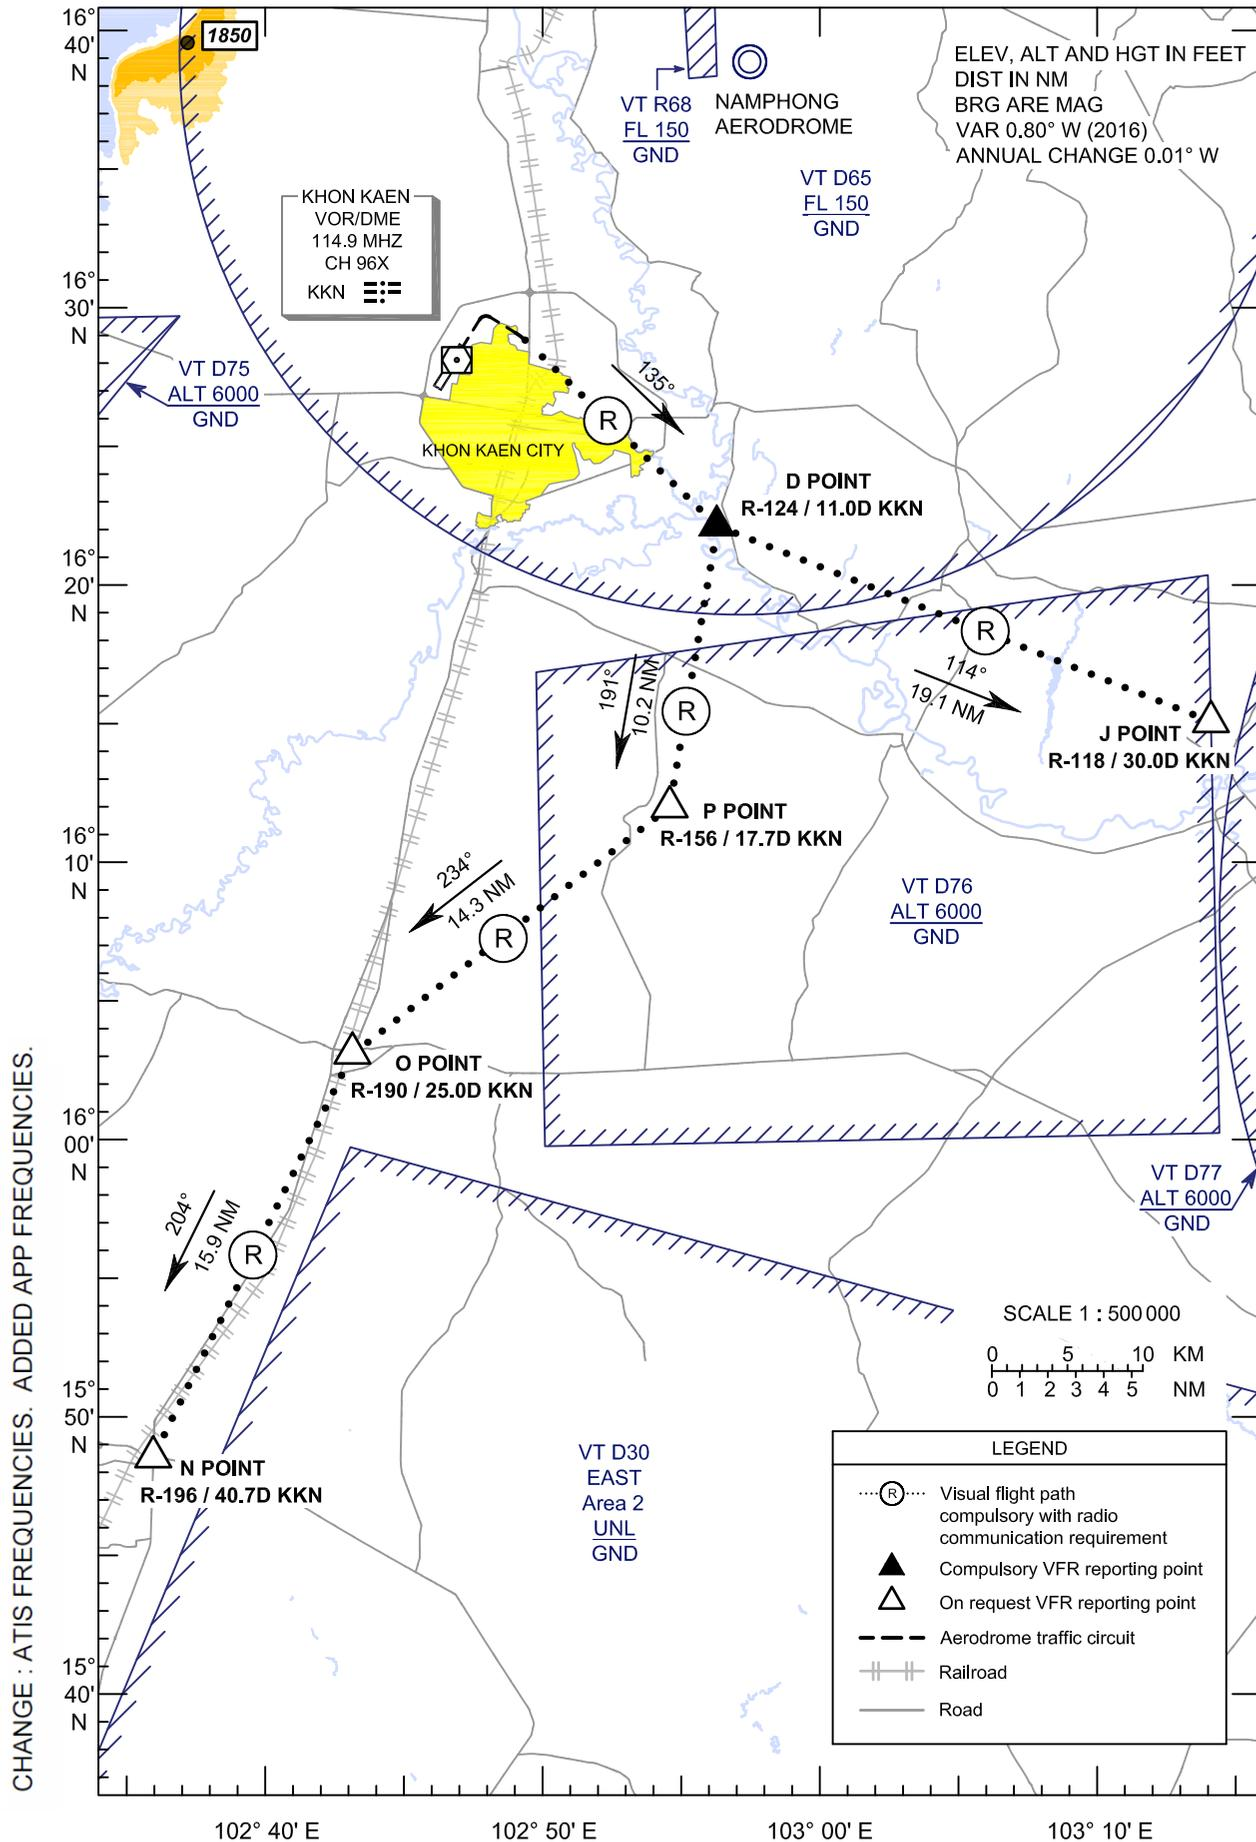 16°
40'
N
1850
ELEV, ALT AND HGT IN FEET
DIST IN NM
BRG ARE MAG
VAR 0.80° W (2016)
ANNUAL CHANGE 0.01° W
VT R68
FL 150
GND
NAMPHONG
AERODROME
VT D65
FL 150
GND
KHON KAEN
VOR/DME
114.9 MHZ
CH 96X
KKN
16°
30'
N
VT D75
ALT 6000
GND
135°
R
KHON KAEN CITY
D POINT
R-124 / 11.0D KKN
16°
20'
N
R
114°
19.1 NM
191°
10.2 NM
R
J POINT
R-118 / 30.0D KKN
P POINT
R-156 / 17.7D KKN
16°
10'
N
234°
14.3 NM
R
VT D76
ALT 6000
GND
O POINT
R-190 / 25.0D KKN
16°
00'
N
VT D77
ALT 6000
GND
204°
15.9 NM
R
SCALE 1 : 500 000
0 5 10 KM
0 1 2 3 4 5 NM
15°
50'
N
N POINT
R-196 / 40.7D KKN
VT D30
EAST
Area 2
UNL
GND
LEGEND
R
Visual flight path
compulsory with radio
communication requirement
Compulsory VFR reporting point
On request VFR reporting point
Aerodrome traffic circuit
Railroad
Road
15°
40'
N
102° 40' E
102° 50' E
103° 00' E
103° 10' E
CHANGE : ATIS FREQUENCIES. ADDED APP FREQUENCIES.